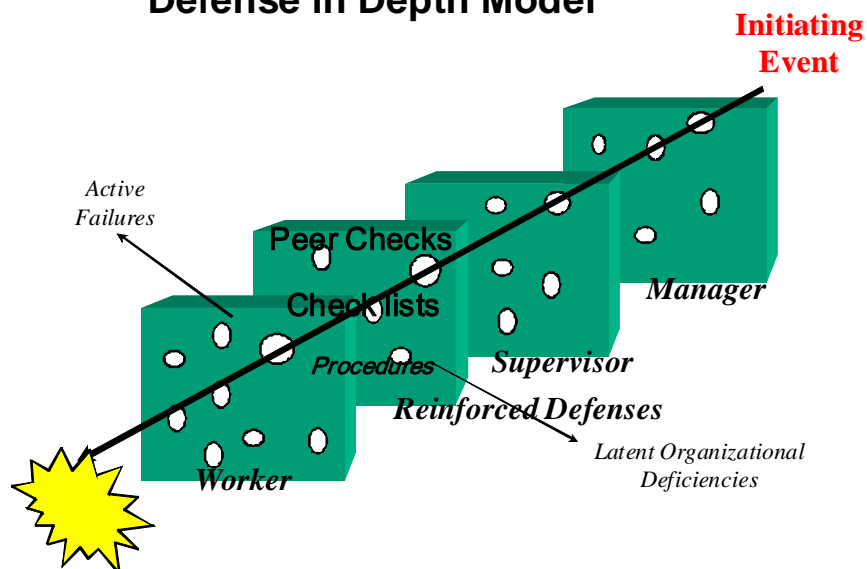 Defense in Depth Model
Initiating
Event
Active
Failures
Peer Checks
Checklists
Procedures
Manager
Supervisor
Reinforced Defenses
Latent Organizational
Deficiencies
Worker